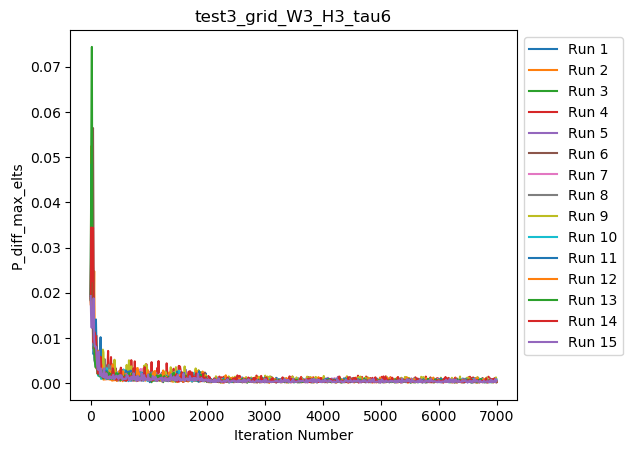 test3_grid_W3_H3_tau6
P_diff_max_elts
0.07
0.06
0.05
0.04
0.03
0.02
0.01
0.00
0
1000
2000
3000
4000
5000
6000
7000
Iteration Number
Run 1
Run 2
Run 3
Run 4
Run 5
Run 6
Run 7
Run 8
Run 9
Run 10
Run 11
Run 12
Run 13
Run 14
Run 15